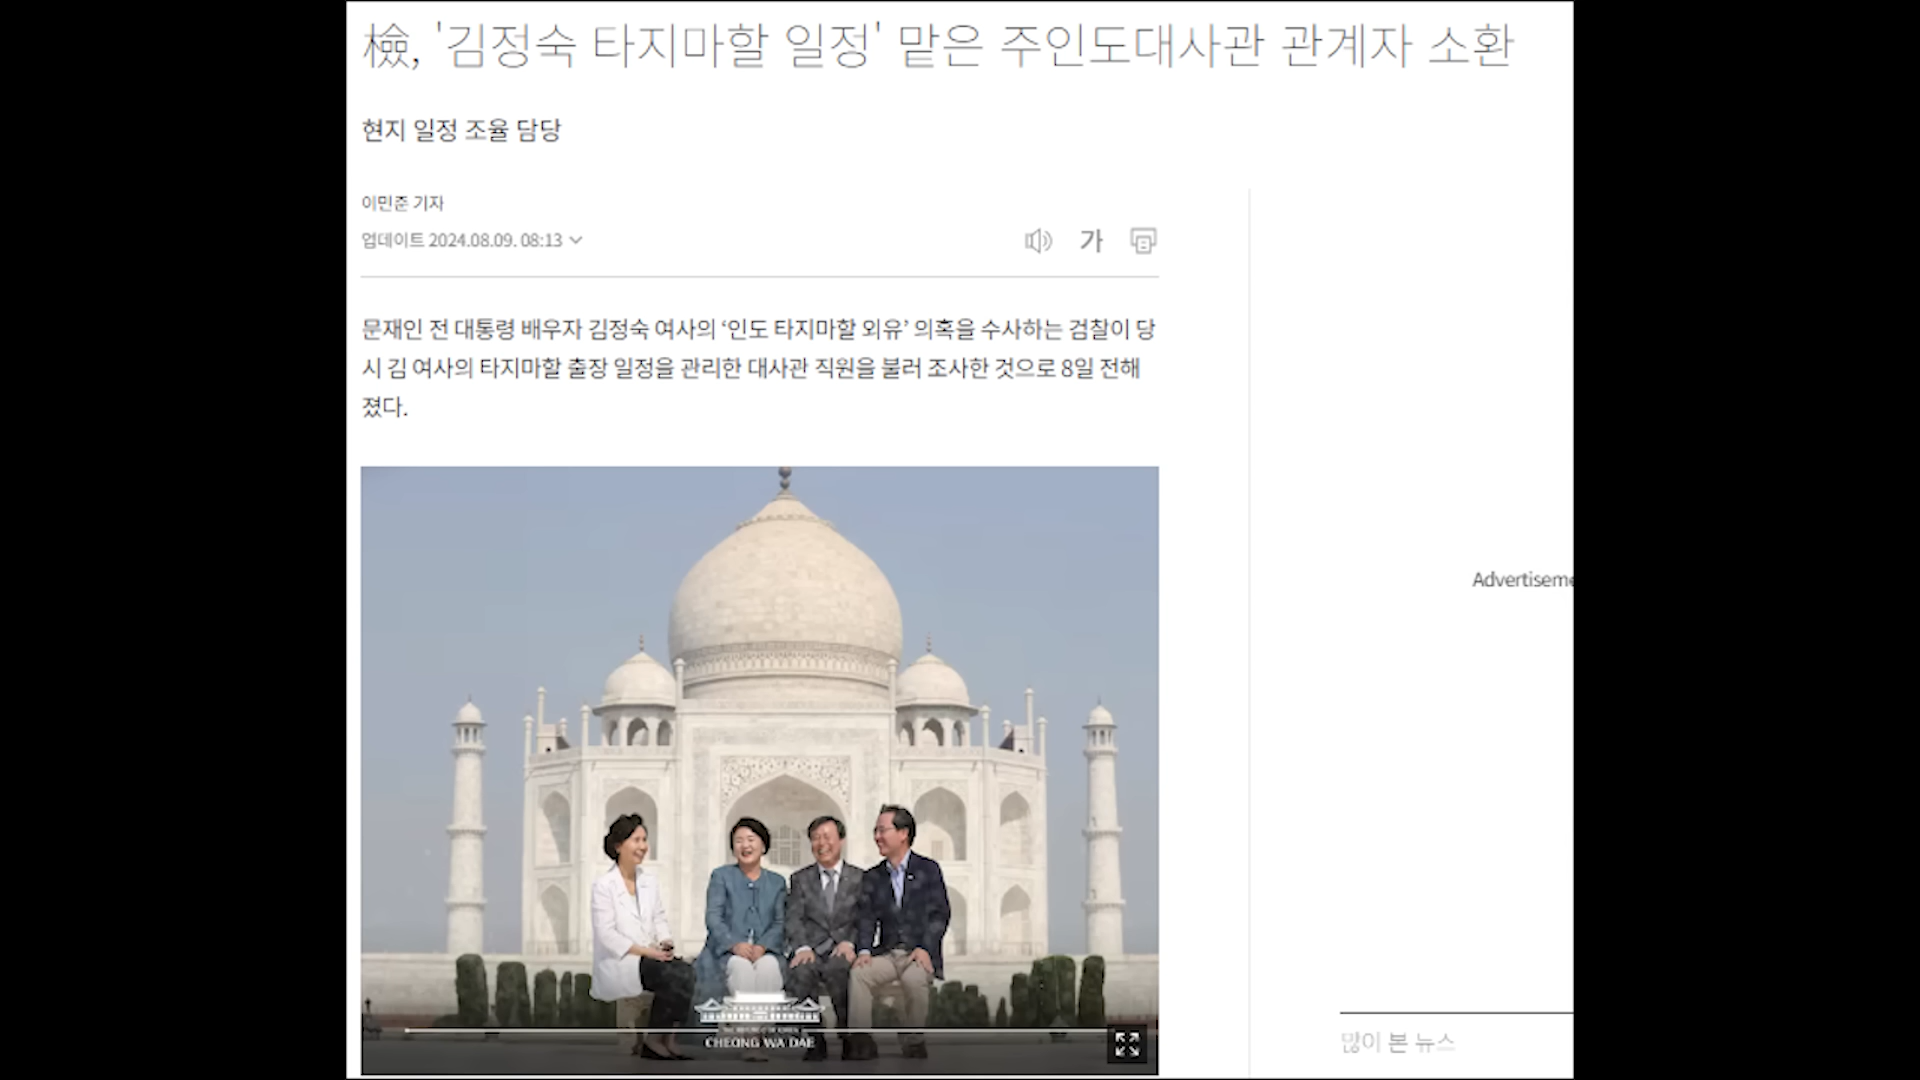 檢, '김정숙 타지마할 일정' 맡은 주인도대사관 관계자 소환
현지 일정 조율 담당
이민준 기자
업데이트 2024.08.09. 08:13
가
문재인 전 대통령 배우자 김정숙 여사의 ‘인도 타지마할 외유’ 의혹을 수사하는 검찰이 당
시 김 여사의 타지마할 출장 일정을 관리한 대사관 직원을 불러 조사한 것으로 8일 전해
졌다.
Advertiseme
CHEONG WA DAE
많이 본 뉴스